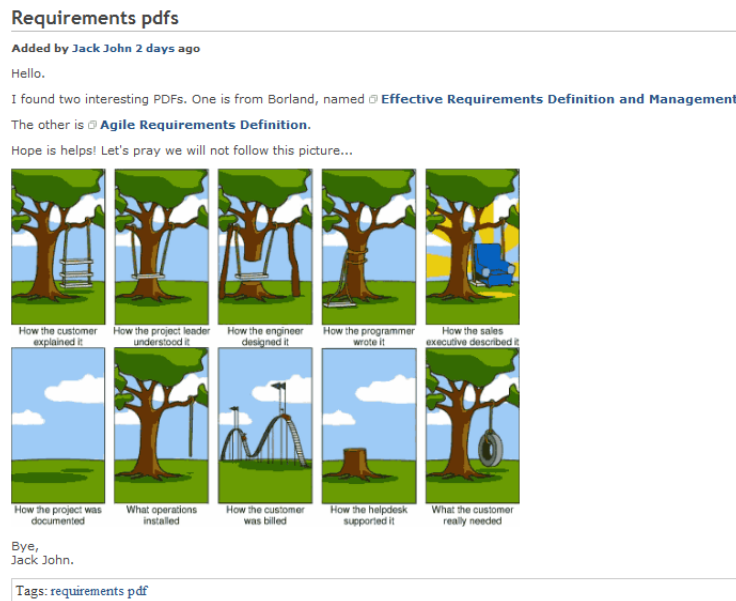 Requirements pdfs
Added by Jack John 2 days ago
Hello.
I found two interesting PDFs. One is from Borland, named Effective Requirements Definition and Management
The other is Agile Requirements Definition.
Hope is helps! Let's pray we will not follow this picture...
How the customer explained it
How the project leader understood it
How the engineer designed it
How the programmer wrote it
How the sales executive described it
How the project was documented
What operations installed
How the customer was billed
How the helpdesk supported it
What the customer really needed
Bye,
Jack John.
Tags: requirements pdf